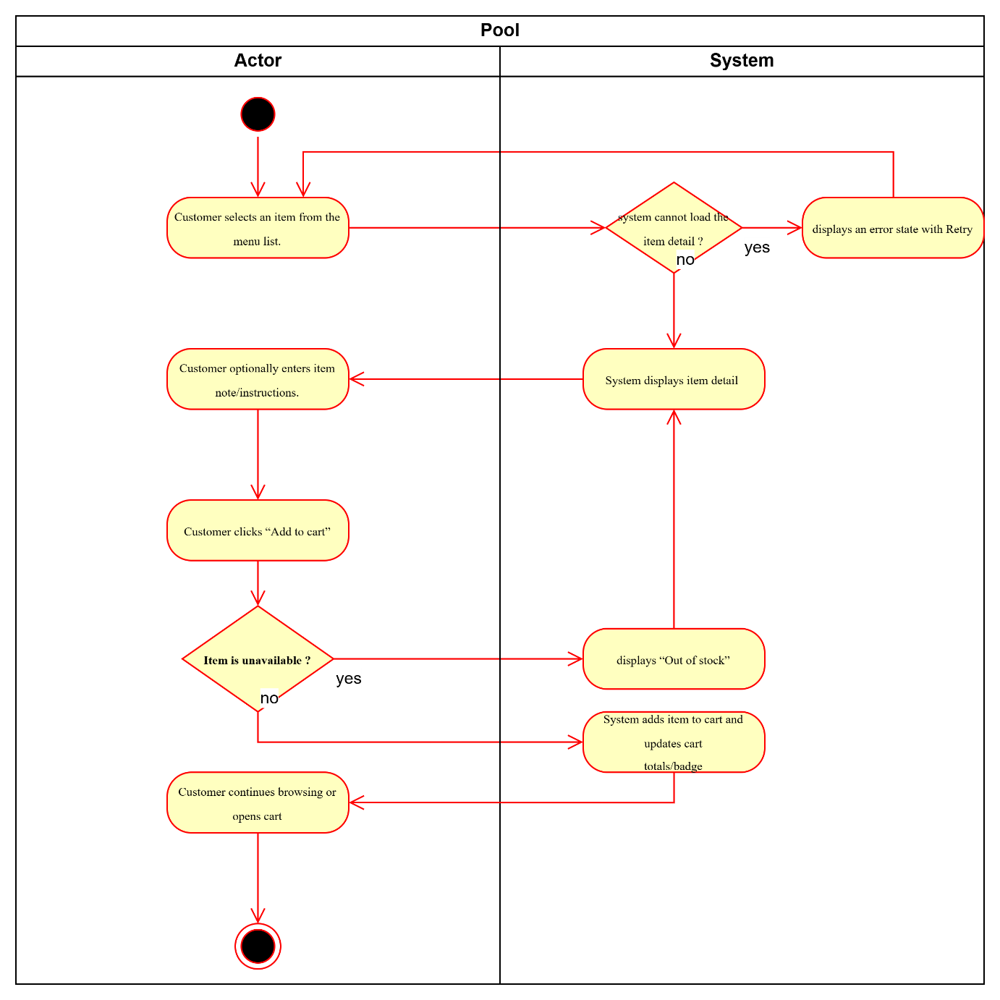 Pool
Actor
System
Customer selects an item from the
menu list.
system cannot load the
item detail ?
no
yes
displays an error state with Retry
Customer optionally enters item
note/instructions.
System displays item detail
Customer clicks “Add to cart”
Item is unavailable ?
no
yes
displays “Out of stock”
System adds item to cart and
updates cart
totals/badge
Customer continues browsing or
opens cart